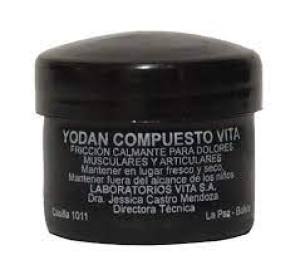 YODAN COMPUESTO VITA
FRICCIÓN CALMANTE PARA DOLORES
MUSCULARES Y ARTICULARES
Mantener en lugar fresco y seco
Mantener fuera del alcance de los niños
LABORATORIOS VITA S.A.
Dra. Jessica Castro Mendoza
Directora Técnica
Casilla 1011 La Paz - Bolivia